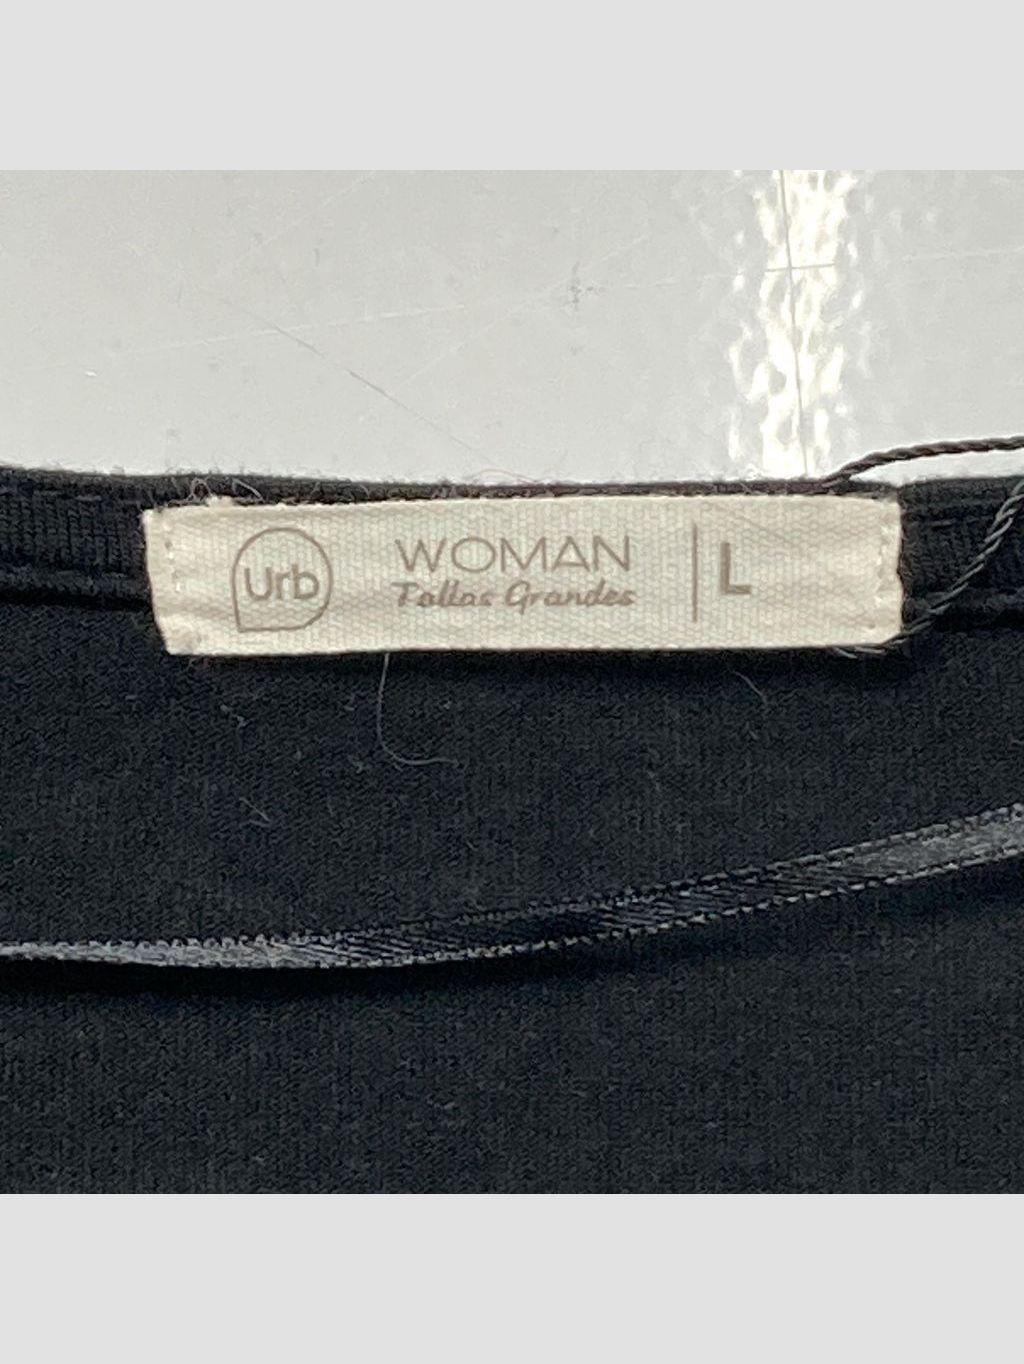 Urb
WOMAN
Tallas Grandes
L